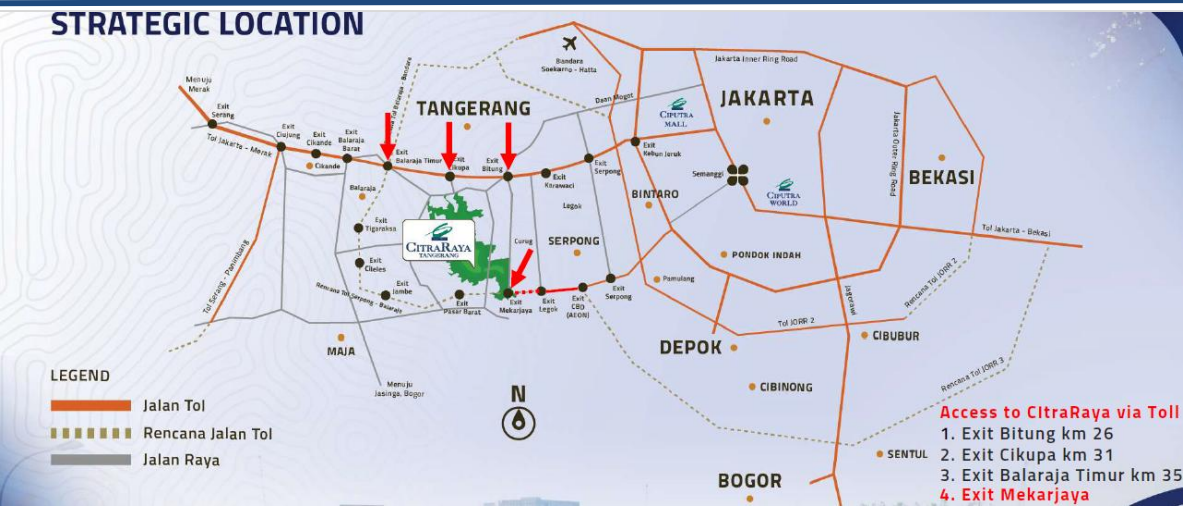 STRATEGIC LOCATION
Menuju
Merak
Exit
Serang
Tol Jakarta - Merak
Exit
Ciujung
Exit
Cikande
Cikande
Exit
Balaraja
Barat
Tol Balaraja - Bandara
TANGERANG
Exit
Balaraja Timur
Exit
Cikupa
Exit
Bitung
Exit
Karawaci
Exit
Serpong
Bandara
Soekarno - Hatta
Daan Mogot
Jakarta Inner Ring Road
CIPUTRA
MALL
JAKARTA
Exit
Kebun Jeruk
Semanggi
CIPUTRA
WORLD
Jakarta Outer Ring Road
BEKASI
Tol Jakarta - Bekasi
Balaraja
Exit
Tigaraksa
Exit
Cileles
Exit
Jambe
Rencana Tol Serpong - Balaraja
CITRARAYA
TANGERANG
Legok
SERPONG
Curug
BINTARO
PONDOK INDAH
Pamulang
Exit
Pasar Barat
Exit
Mekarjaya
Exit
Legok
Exit
CBD
(AEON)
Exit
Serpong
Tol JORR 2
Jagorawi
Rencana Tol JORR 2
CIBUBUR
Rencana Tol JORR 3
DEPOK
CIBINONG
SENTUL
BOGOR
Tol Serang - Panimbang
MAJA
Menuju
Jasinga, Bogor
N
LEGEND
Jalan Tol
Rencana Jalan Tol
Jalan Raya
Access to CItraRaya via Toll
1. Exit Bitung km 26
2. Exit Cikupa km 31
3. Exit Balaraja Timur km 35
4. Exit Mekarjaya